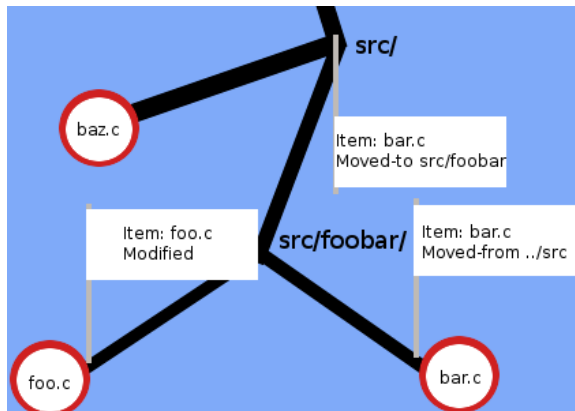 src/
baz.c
Item: bar.c
Moved-to src/foobar
Item: foo.c
Modified
src/foobar/
Item: bar.c
Moved-from ../src
foo.c
bar.c